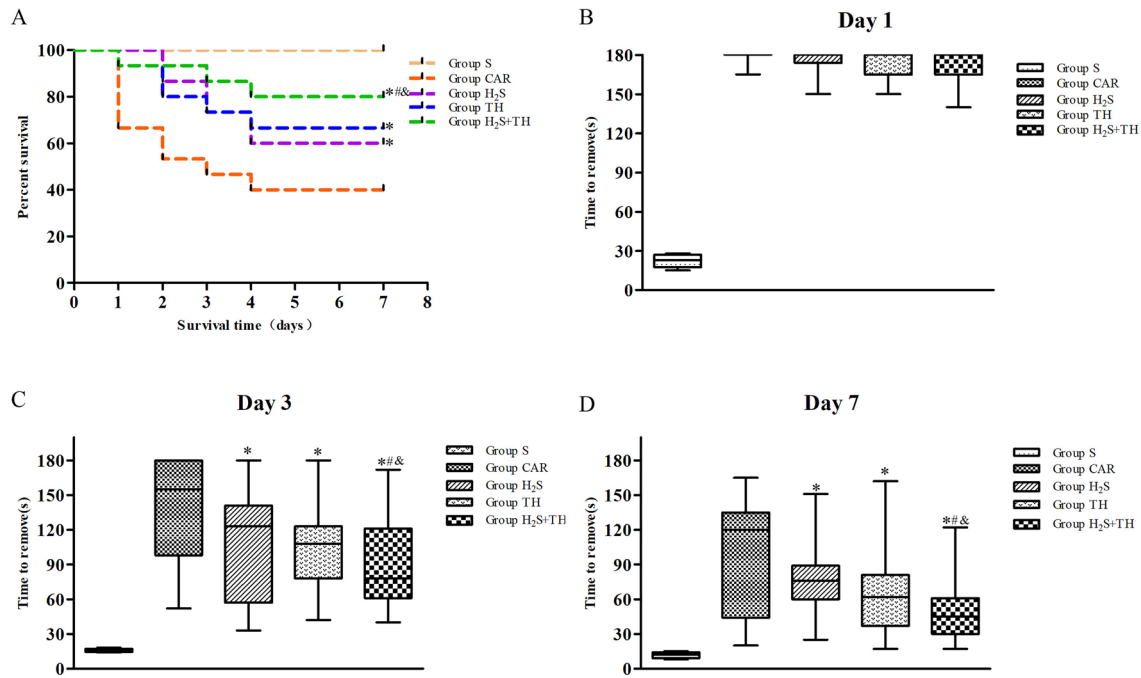 A
100
80
60
40
20
0
Percent survival
0 1 2 3 4 5 6 7 8
Survival time（days）
*#&
*
*
Group S
Group CAR
Group H₂S
Group TH
Group H₂S+TH
B
Day 1
180
150
120
90
60
30
0
Time to remove(s)
Group S
Group CAR
Group H₂S
Group TH
Group H₂S+TH
C
Day 3
180
150
120
90
60
30
0
Time to remove(s)
*
*
*#&
Group S
Group CAR
Group H₂S
Group TH
Group H₂S+TH
D
Day 7
180
150
120
90
60
30
0
Time to remove(s)
*
*
*#&
Group S
Group CAR
Group H₂S
Group TH
Group H₂S+TH